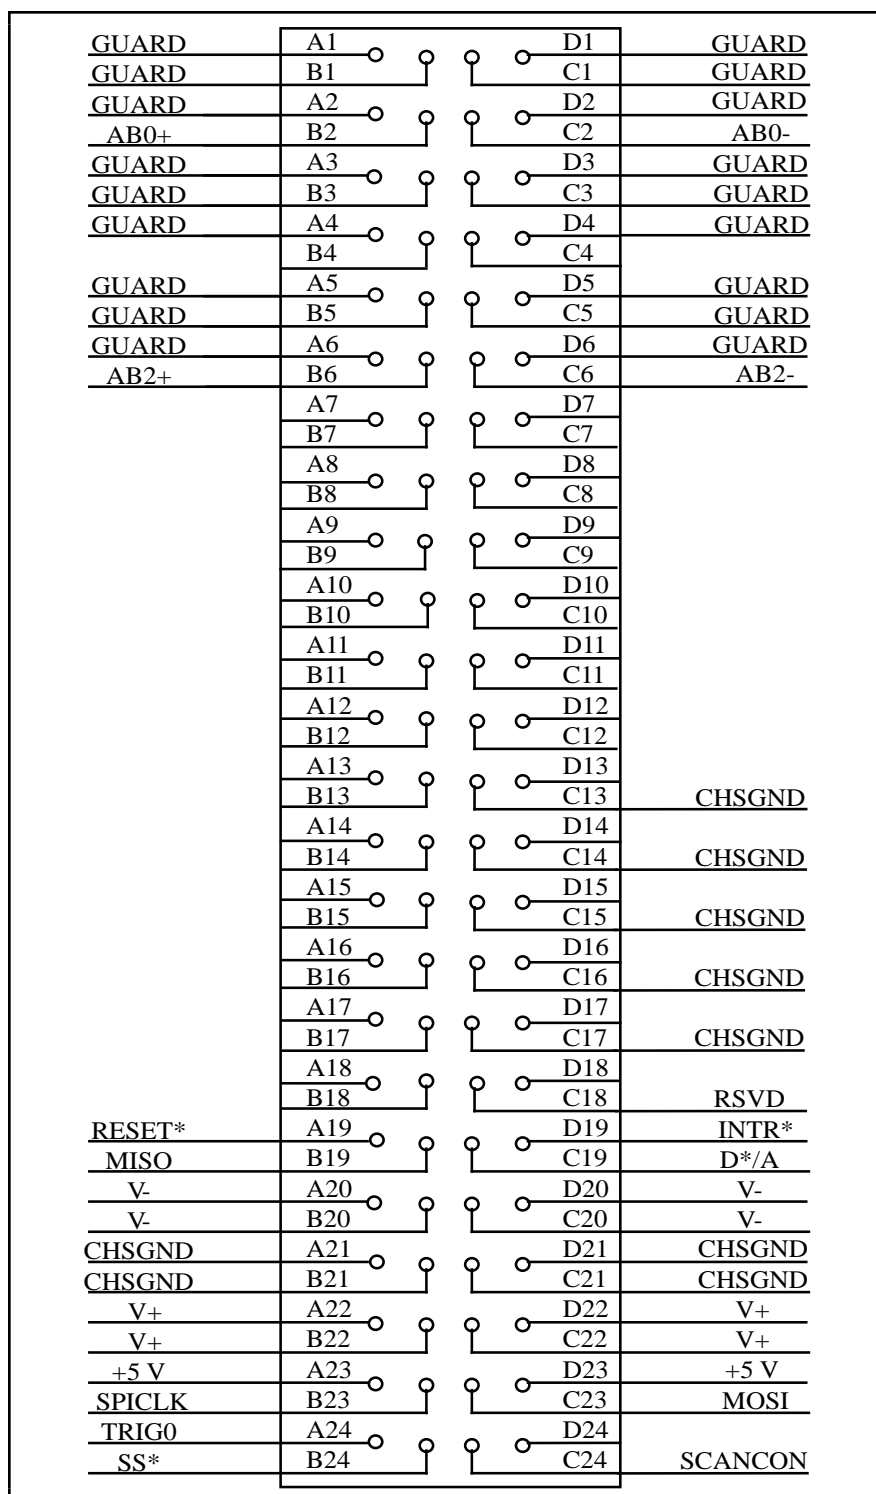 GUARD A1 D1 GUARD
GUARD B1 C1 GUARD
GUARD A2 D2 GUARD
AB0+ B2 C2 AB0-
GUARD A3 D3 GUARD
GUARD B3 C3 GUARD
GUARD A4 D4 GUARD
B4 C4
GUARD A5 D5 GUARD
GUARD B5 C5 GUARD
GUARD A6 D6 GUARD
AB2+ B6 C6 AB2-
A7 D7
B7 C7
A8 D8
B8 C8
A9 D9
B9 C9
A10 D10
B10 C10
A11 D11
B11 C11
A12 D12
B12 C12
A13 D13
B13 C13 CHSGND
A14 D14
B14 C14 CHSGND
A15 D15
B15 C15 CHSGND
A16 D16
B16 C16 CHSGND
A17 D17
B17 C17 CHSGND
A18 D18
B18 C18 RSVD
RESET* A19 D19 INTR*
MISO B19 C19 D*/A
V- A20 D20 V-
V- B20 C20 V-
CHSGND A21 D21 CHSGND
CHSGND B21 C21 CHSGND
V+ A22 D22 V+
V+ B22 C22 V+
+5 V A23 D23 +5 V
SPICLK B23 C23 MOSI
TRIG0 A24 D24
SS* B24 C24 SCANCON